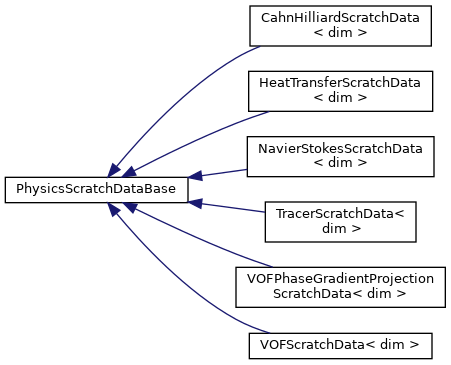 CahnHilliardScratchData
< dim >
HeatTransferScratchData
< dim >
NavierStokesScratchData
< dim >
PhysicsScratchDataBase
TracerScratchData<
dim >
VOFPhaseGradientProjection
ScratchData< dim >
VOFScratchData< dim >